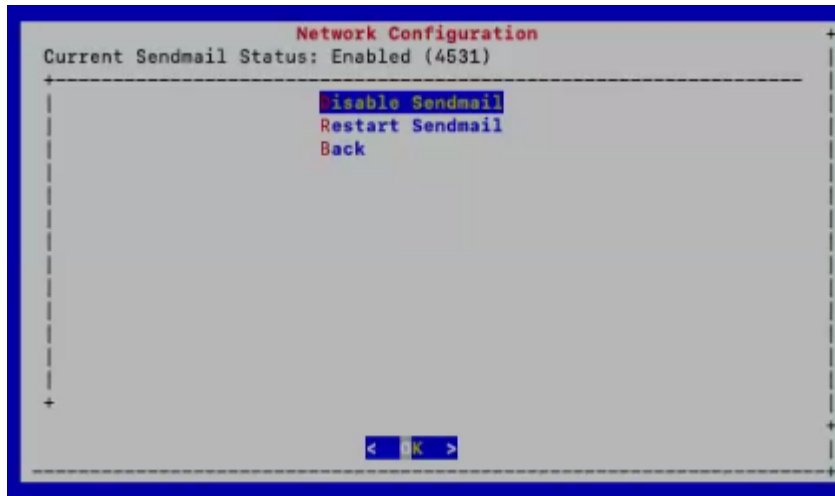 Network Configuration
Current Sendmail Status: Enabled (4531)
Disable Sendmail
Restart Sendmail
Back
< OK >